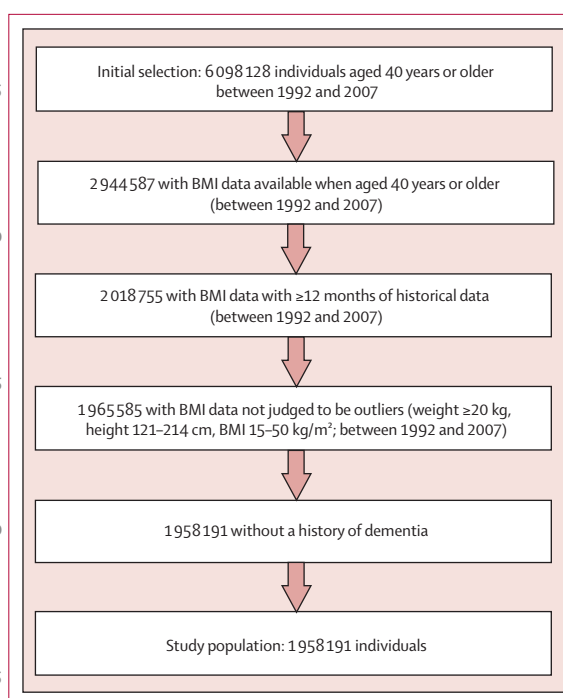 Initial selection: 6 098 128 individuals aged 40 years or older
between 1992 and 2007
2 944 587 with BMI data available when aged 40 years or older
(between 1992 and 2007)
2 018 755 with BMI data with ≥12 months of historical data
(between 1992 and 2007)
1 965 585 with BMI data not judged to be outliers (weight ≥20 kg,
height 121–214 cm, BMI 15–50 kg/m²; between 1992 and 2007)
1 958 191 without a history of dementia
Study population: 1 958 191 individuals